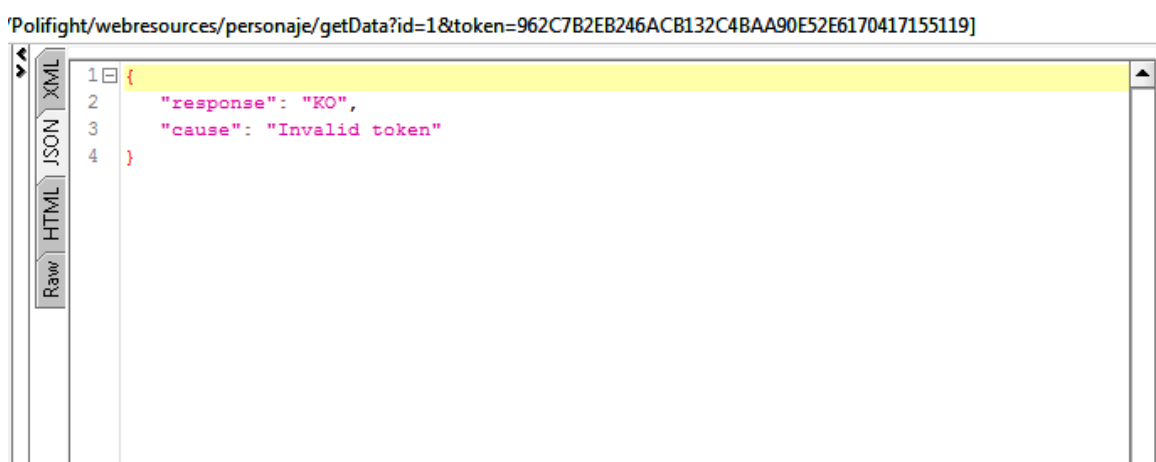 'Polifight/webresources/personaje/getData?id=1&token=962C7B2EB246ACB132C4BAA90E52E6170417155119]
XML
JSON
HTML
Raw
1 {
2 "response": "KO",
3 "cause": "Invalid token"
4 }